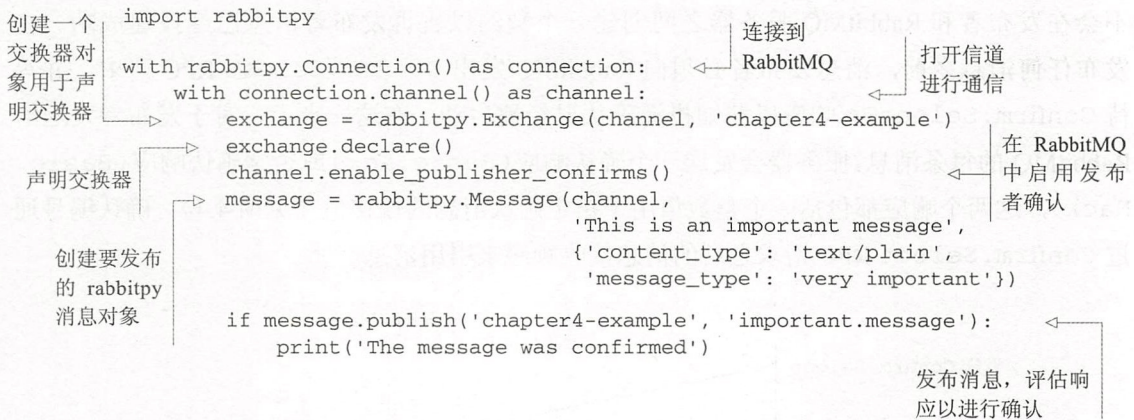 import rabbitpy
with rabbitpy.Connection() as connection:
with connection.channel() as channel:
exchange = rabbitpy.Exchange(channel, 'chapter4-example')
exchange.declare()
channel.enable_publisher_confirms()
message = rabbitpy.Message(channel,
'This is an important message',
{'content_type': 'text/plain',
'message_type': 'very important'})
if message.publish('chapter4-example', 'important.message'):
print('The message was confirmed')
创建一个
交换器对
象用于声
明交换器
连接到
RabbitMQ
打开信道
进行通信
声明交换器
在 RabbitMQ
中启用发布
者确认
创建要发布
的 rabbitpy
消息对象
发布消息，评估响
应以进行确认